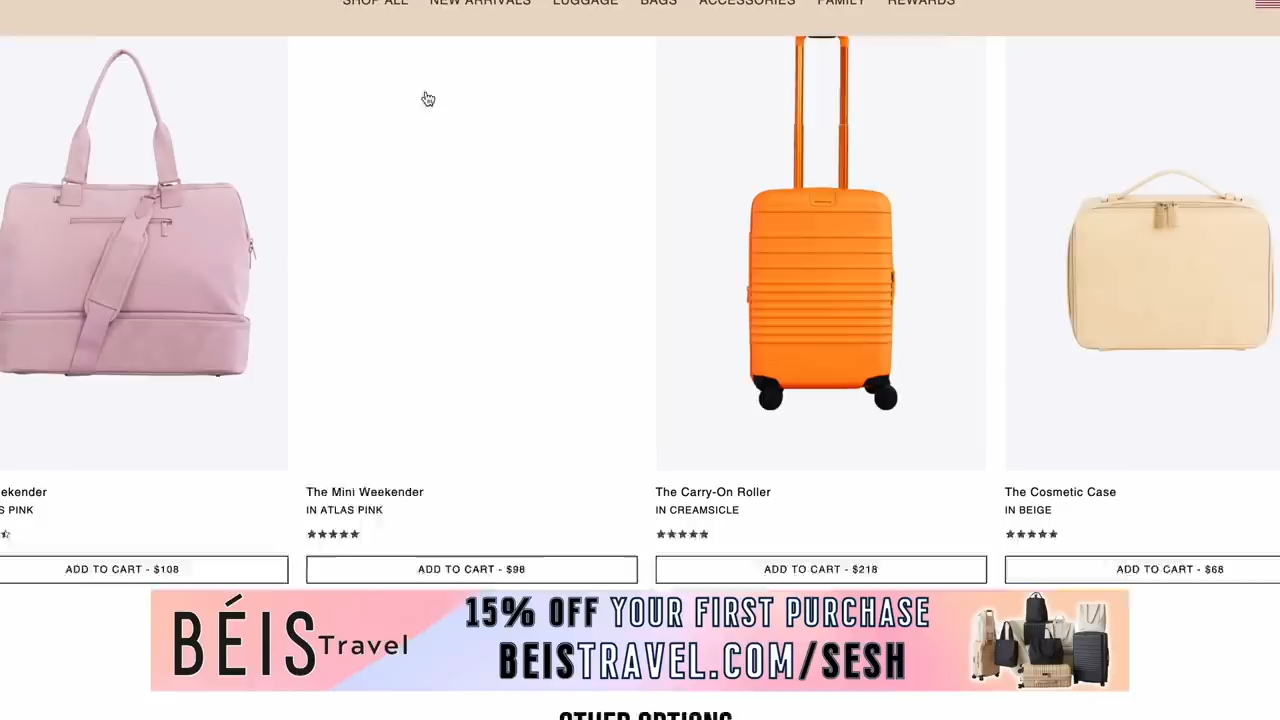 SHOP ALL NEW ARRIVALS LUGGAGE BAGS ACCESSORIES FAMILY REWARDS
ekender
S PINK
ADD TO CART - $108
The Mini Weekender
IN ATLAS PINK
ADD TO CART - $98
The Carry-On Roller
IN CREAMSICLE
ADD TO CART - $218
The Cosmetic Case
IN BEIGE
ADD TO CART - $68
BÉIS Travel
15% OFF YOUR FIRST PURCHASE
BEISTRAVEL.COM/SESH
OTHER OPTIONS